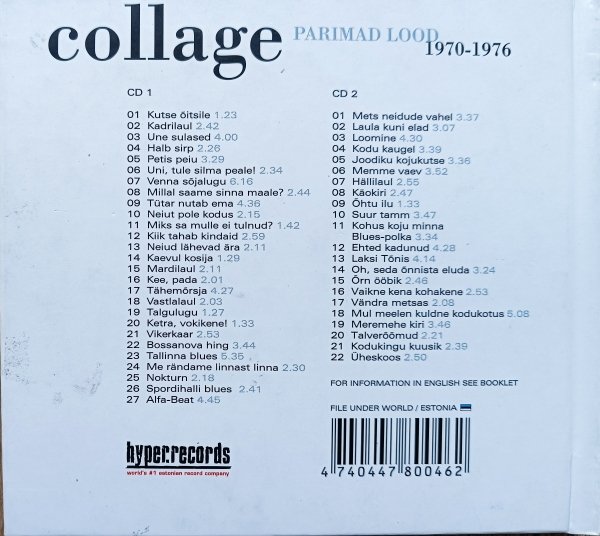 collage PARIMAD LOOD
1970-1976
CD 1
01 Kutse õitsile 1.23
02 Kadrilaul 2.42
03 Une sulased 4.00
04 Halb sirp 2.26
05 Petis peiu 3.29
06 Uni, tule silma peale! 2.34
07 Venna sõjalugu 6.16
08 Millal saame sinna maale? 2.44
09 Tütar nutab ema 4.36
10 Neiut pole kodus 2.15
11 Miks sa mulle ei tulnud? 1.42
12 Kiik tahab kindaid 2.59
13 Neiud lähevad ära 2.11
14 Kaevul kosija 1.29
15 Mardilaul 2.11
16 Kee, pada 2.01
17 Tähemõrsja 4.27
18 Vastlalaul 2.03
19 Talgulugu 1.27
20 Ketra, vokikene! 1.33
21 Vikerkaar 2.53
22 Bossanova hing 3.44
23 Tallinna blues 5.35
24 Me rändame linnast linna 2.30
25 Nokturn 2.18
26 Spordihalli blues 2.41
27 Alfa-Beat 4.45
CD 2
01 Mets neidude vahel 3.37
02 Laula kuni elad 3.07
03 Loomine 4.30
04 Kodu kaugel 3.39
05 Joodiku kojukutse 3.36
06 Memme vaev 3.52
07 Hällilaul 2.55
08 Käokiri 2.47
09 Õhtu ilu 1.33
10 Suur tamm 3.47
11 Kohus koju minna
Blues-polka 3.34
12 Ehted kadunud 4.28
13 Laksi Tõnis 4.14
14 Oh, seda õnnista eluda 3.24
15 Õrn ööbik 2.46
16 Vaikne kena kohakene 2.53
17 Vändra metsas 2.08
18 Mul meelen kuldne kodukotus 5.08
19 Meremehe kiri 3.46
20 Talverõõmud 2.21
21 Kodukingu kuusik 2.39
22 Üheskoos 2.50
FOR INFORMATION IN ENGLISH SEE BOOKLET
FILE UNDER WORLD / ESTONIA
4 740447 800462
hyper.records
world's #1 estonian record company